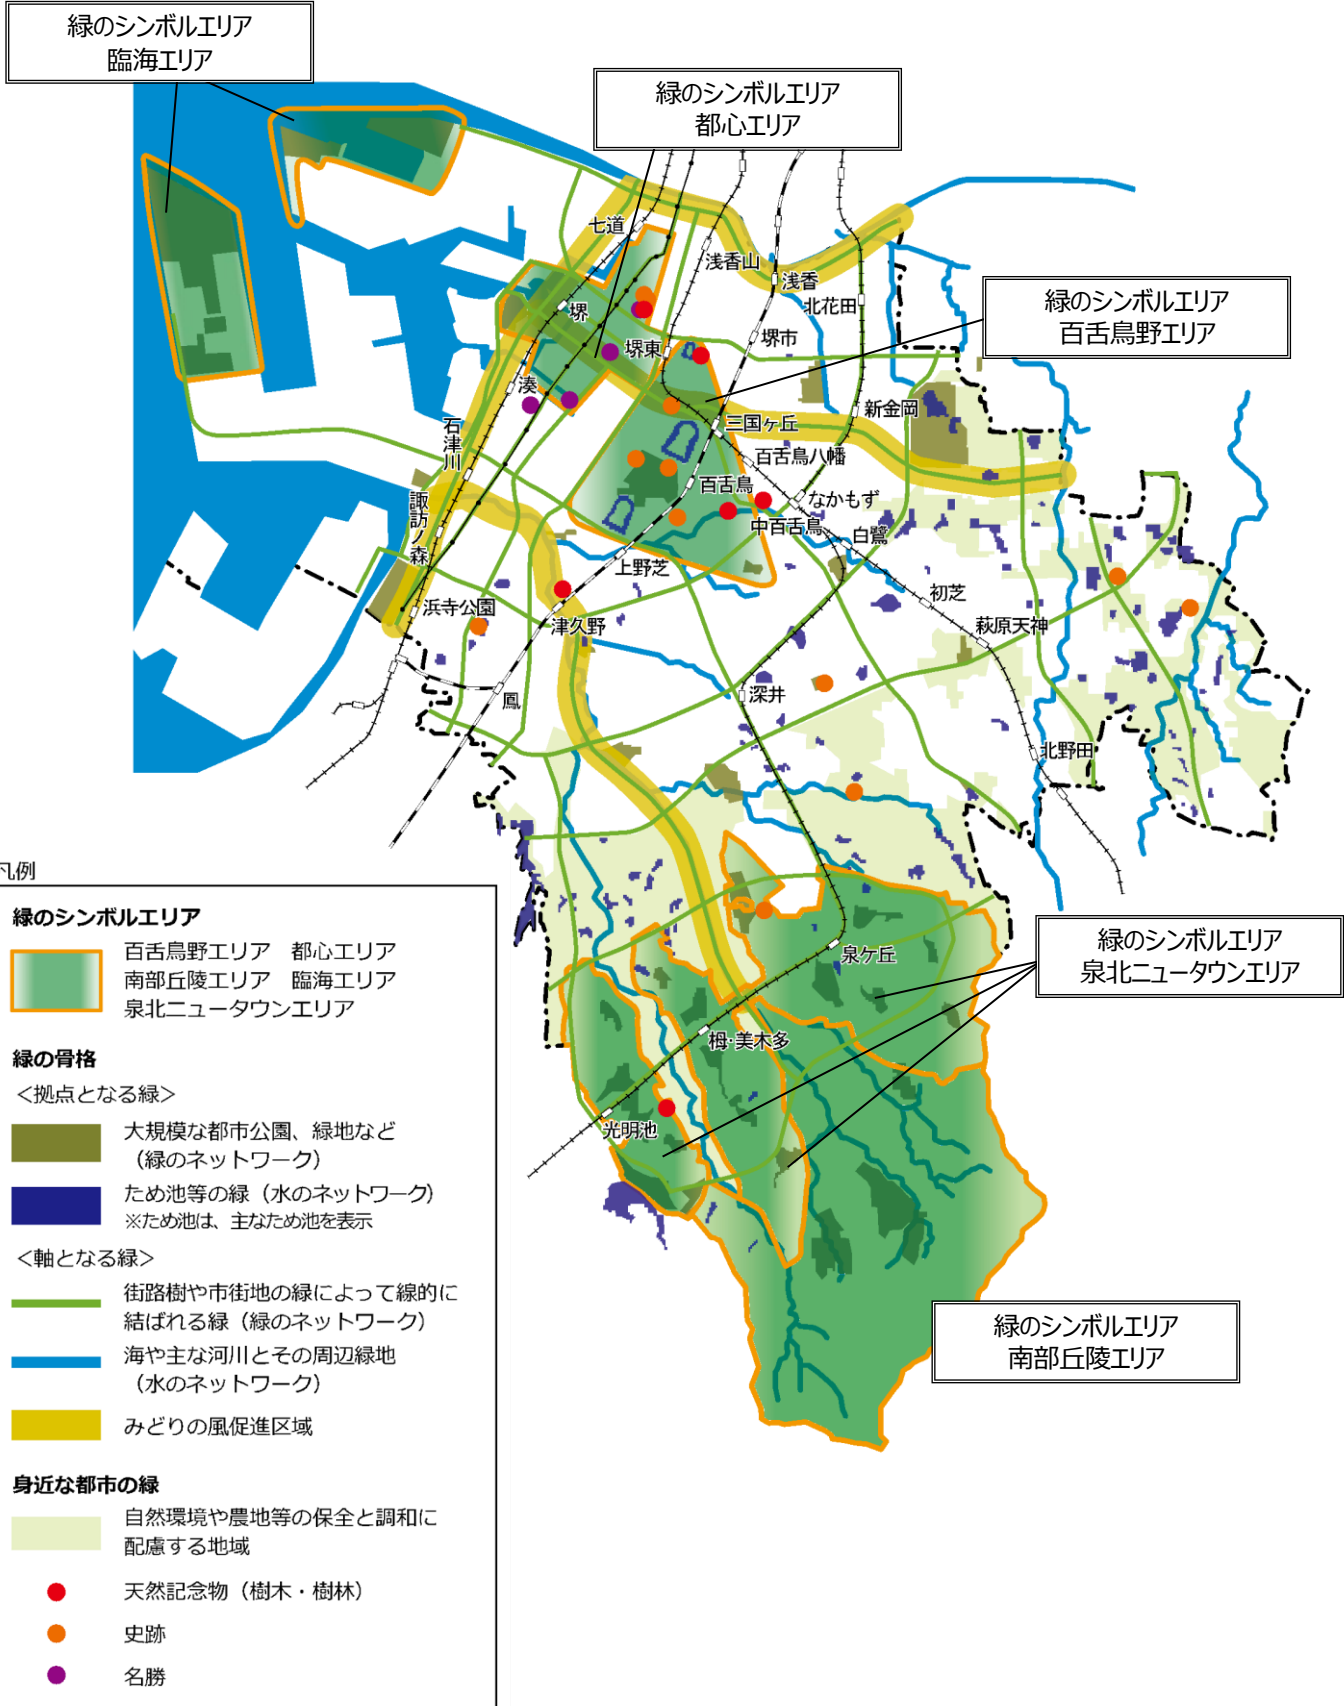 緑のシンボルエリア
臨海エリア
緑のシンボルエリア
都心エリア
緑のシンボルエリア
百舌鳥野エリア
七道
浅香山
浅香
北花田
堺
堺市
堺東
湊
新金岡
三国ヶ丘
石津川
百舌鳥八幡
百舌鳥
なかもず
諏訪ノ森
中百舌鳥
白鷺
上野芝
初芝
浜寺公園
津久野
萩原天神
深井
鳳
北野田
緑のシンボルエリア
泉北ニュータウンエリア
泉ケ丘
栂・美木多
光明池
緑のシンボルエリア
南部丘陵エリア
凡例
緑のシンボルエリア
百舌鳥野エリア 都心エリア
南部丘陵エリア 臨海エリア
泉北ニュータウンエリア
緑の骨格
＜拠点となる緑＞
大規模な都市公園、緑地など
（緑のネットワーク）
ため池等の緑（水のネットワーク）
※ため池は、主なため池を表示
＜軸となる緑＞
街路樹や市街地の緑によって線的に
結ばれる緑（緑のネットワーク）
海や主な河川とその周辺緑地
（水のネットワーク）
みどりの風促進区域
身近な都市の緑
自然環境や農地等の保全と調和に
配慮する地域
天然記念物（樹木・樹林）
史跡
名勝